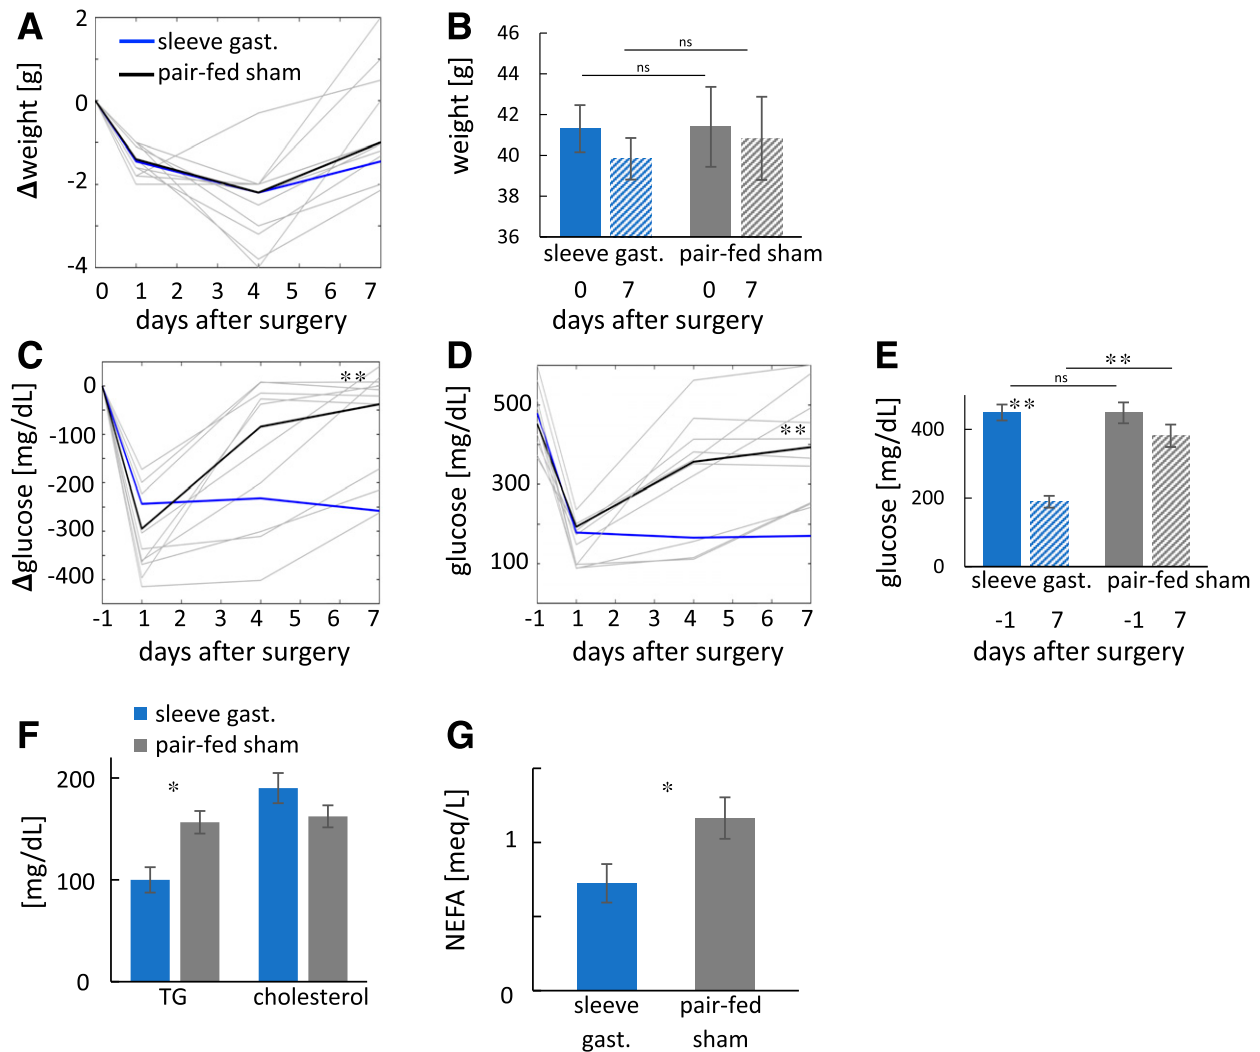 A
Δweight [g]
2
0
-2
-4
sleeve gast.
pair-fed sham
0 1 2 3 4 5 6 7
days after surgery
B
weight [g]
46
44
42
40
38
36
ns
ns
sleeve gast. pair-fed sham
0 7 0 7
days after surgery
C
Δglucose [mg/dL]
0
-100
-200
-300
-400
**
-1 1 2 3 4 5 6 7
days after surgery
D
glucose [mg/dL]
500
300
100
**
-1 1 2 3 4 5 6 7
days after surgery
E
glucose [mg/dL]
400
200
0
**
ns
**
sleeve gast. pair-fed sham
-1 7 -1 7
days after surgery
F
sleeve gast.
pair-fed sham
[mg/dL]
200
100
0
*
TG cholesterol
G
NEFA [meq/L]
1
0
*
sleeve gast.
pair-fed sham